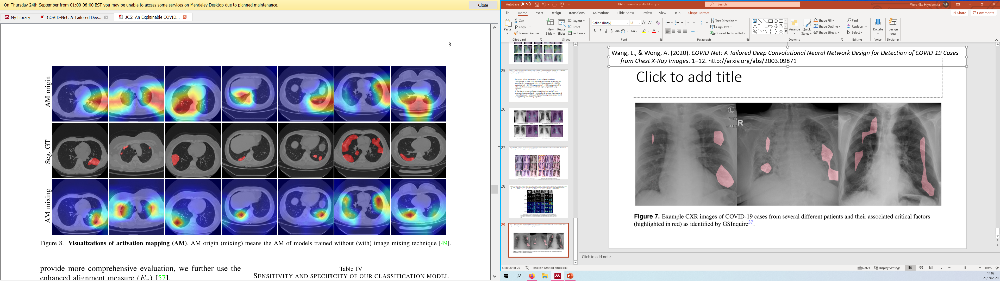 On Thursday 24th September from 01:00-08:00 BST you may be unable to access some services on Mendeley Desktop due to planned maintenance.
Close
My Library
COVID-Net: A Tailored Dee...
JCS: An Explainable COVID...
8
AM origin
Seg. GT
AM mixing
Figure 8. Visualizations of activation mapping (AM). AM origin (mixing) means the AM of models trained without (with) image mixing technique [49].
provide more comprehensive evaluation, we further use the
enhanced alignment measure
[57]
Table IV
SENSITIVITY AND SPECIFICITY OF OUR CLASSIFICATION MODEL
AutoSave
Off
XAI - prezentacja dla lekarzy
Search
Weronika Hryniewska
WH
File
Home
Insert
Design
Transitions
Animations
Slide Show
Review
View
Help
Shape Format
Share
Comments
Paste
Cut
Copy
Format Painter
Clipboard
New Slide
Reuse Slides
Layout
Reset
Section
Slides
Calibri (Body)
18
Font
Text Direction
Align Text
Convert to SmartArt
Paragraph
Arrange
Quick Styles
Shape Fill
Shape Outline
Shape Effects
Drawing
Find
Replace
Select
Editing
Dictate
Voice
Design Ideas
Designer
25
26
27
28
29
Wang, L., & Wong, A. (2020). COVID-Net: A Tailored Deep Convolutional Neural Network Design for Detection of COVID-19 Cases
from Chest X-Ray Images. 1–12. http://arxiv.org/abs/2003.09871
Click to add title
L
R
Figure 7. Example CXR images of COVID-19 cases from several different patients and their associated critical factors
(highlighted in red) as identified by GSInquire37.
Click to add notes
Slide 29 of 29
English (United Kingdom)
Notes
Display Settings
108%
14:07
21/09/2020